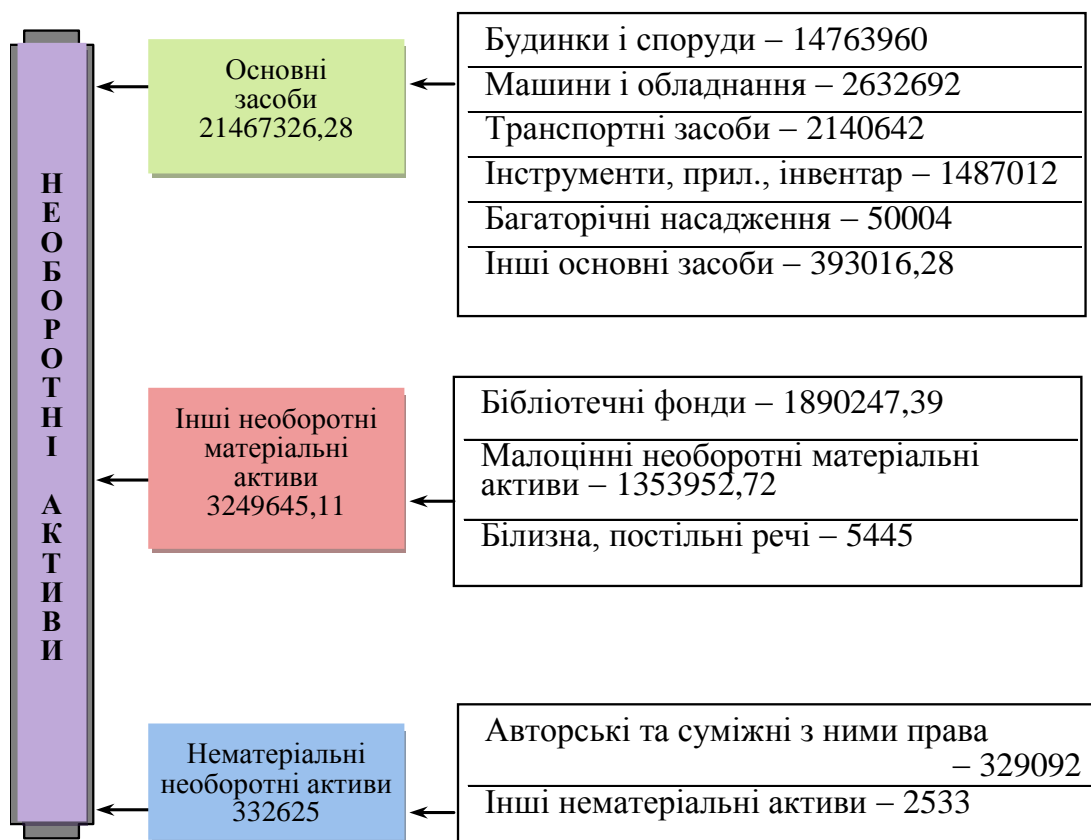 НЕОБОРОТНІ АКТИВИ
Основні
засоби
21467326,28
Будинки і споруди – 14763960
Машини і обладнання – 2632692
Транспортні засоби – 2140642
Інструменти, прил., інвентар – 1487012
Багаторічні насадження – 50004
Інші основні засоби – 393016,28
Інші необоротні
матеріальні
активи
3249645,11
Бібліотечні фонди – 1890247,39
Малоцінні необоротні матеріальні
активи – 1353952,72
Білизна, постільні речі – 5445
Нематеріальні
необоротні активи
332625
Авторські та суміжні з ними права
– 329092
Інші нематеріальні активи – 2533